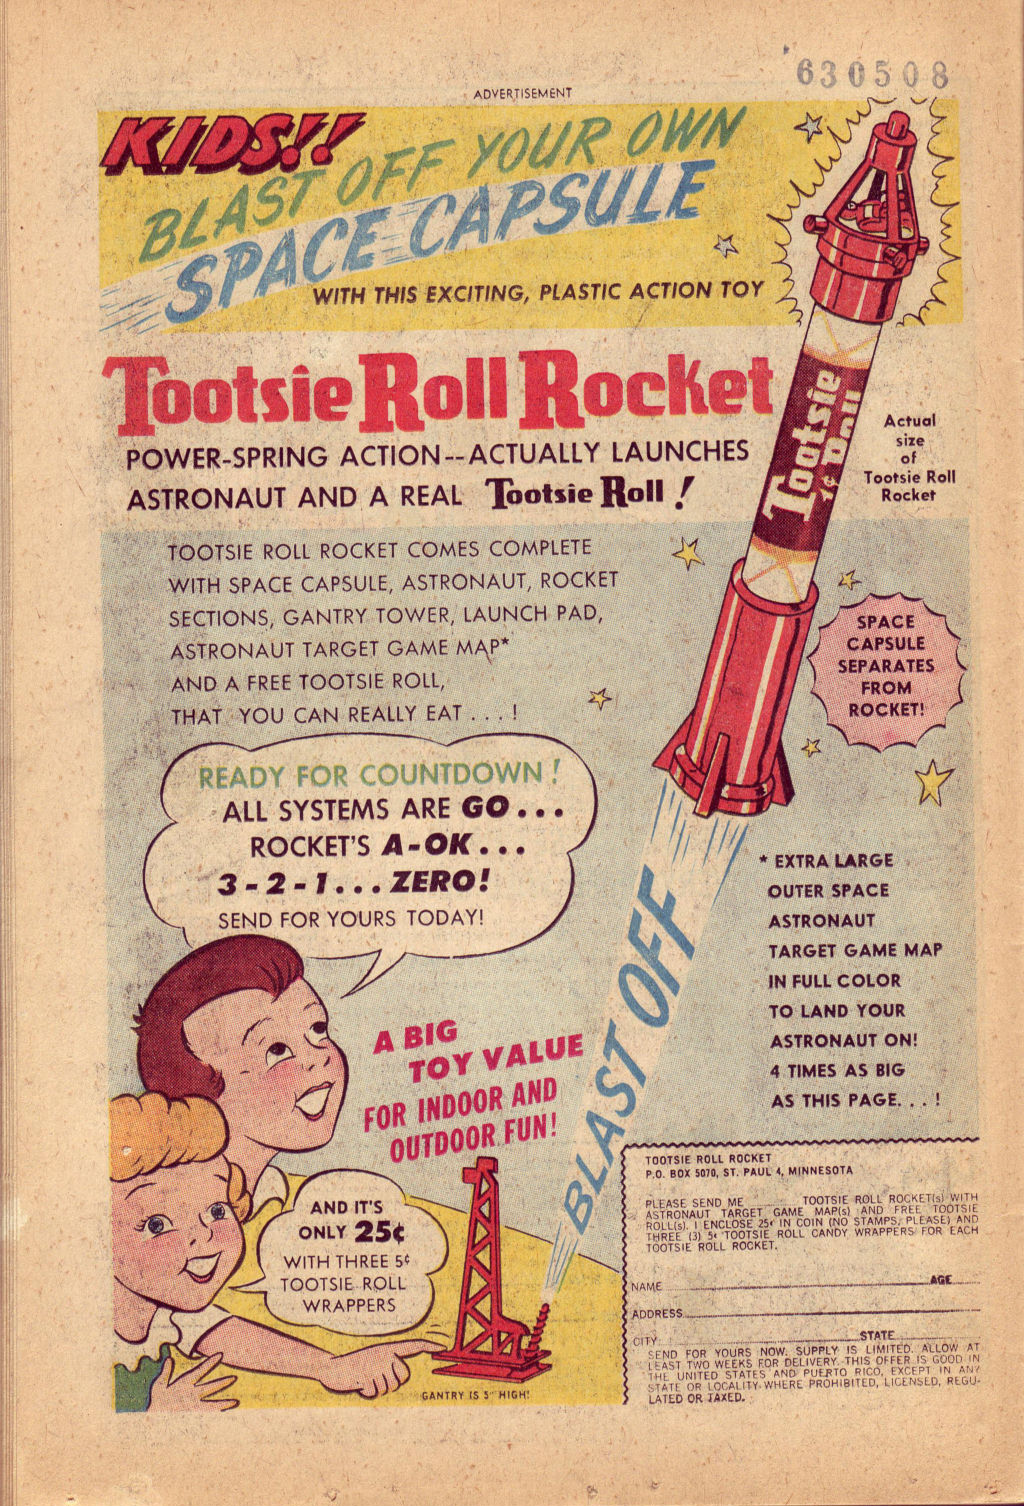 630508
ADVERTISEMENT
KIDS!!
BLAST OFF YOUR OWN
SPACE CAPSULE
WITH THIS EXCITING, PLASTIC ACTION TOY
Tootsie Roll Rocket
POWER-SPRING ACTION--ACTUALLY LAUNCHES
ASTRONAUT AND A REAL Tootsie Roll!
Tootsie
Roll
Actual
size
of
Tootsie Roll
Rocket
TOOTSIE ROLL ROCKET COMES COMPLETE
WITH SPACE CAPSULE, ASTRONAUT, ROCKET
SECTIONS, GANTRY TOWER, LAUNCH PAD,
ASTRONAUT TARGET GAME MAP*
AND A FREE TOOTSIE ROLL,
THAT YOU CAN REALLY EAT . . . !
SPACE
CAPSULE
SEPARATES
FROM
ROCKET!
READY FOR COUNTDOWN!
ALL SYSTEMS ARE GO...
ROCKET'S A-OK...
3-2-1...ZERO!
SEND FOR YOURS TODAY!
* EXTRA LARGE
OUTER SPACE
ASTRONAUT
TARGET GAME MAP
IN FULL COLOR
TO LAND YOUR
ASTRONAUT ON!
4 TIMES AS BIG
AS THIS PAGE. . . !
BLAST OFF
A BIG
TOY VALUE
FOR INDOOR AND
OUTDOOR FUN!
AND IT'S
ONLY 25¢
WITH THREE 5¢
TOOTSIE ROLL
WRAPPERS
GANTRY IS 5" HIGH!
TOOTSIE ROLL ROCKET
P.O. BOX 5070, ST. PAUL 4, MINNESOTA
PLEASE SEND ME TOOTSIE ROLL ROCKET(s) WITH
ASTRONAUT TARGET GAME MAP(s) AND FREE TOOTSIE
ROLL(s). I ENCLOSE 25¢ IN COIN (NO STAMPS, PLEASE) AND
THREE (3) 5¢ TOOTSIE ROLL CANDY WRAPPERS FOR EACH
TOOTSIE ROLL ROCKET.
NAME AGE
ADDRESS
CITY STATE
SEND FOR YOURS NOW. SUPPLY IS LIMITED. ALLOW AT
LEAST TWO WEEKS FOR DELIVERY. THIS OFFER IS GOOD IN
THE UNITED STATES AND PUERTO RICO, EXCEPT IN ANY
STATE OR LOCALITY WHERE PROHIBITED, LICENSED, REGU-
LATED OR TAXED.